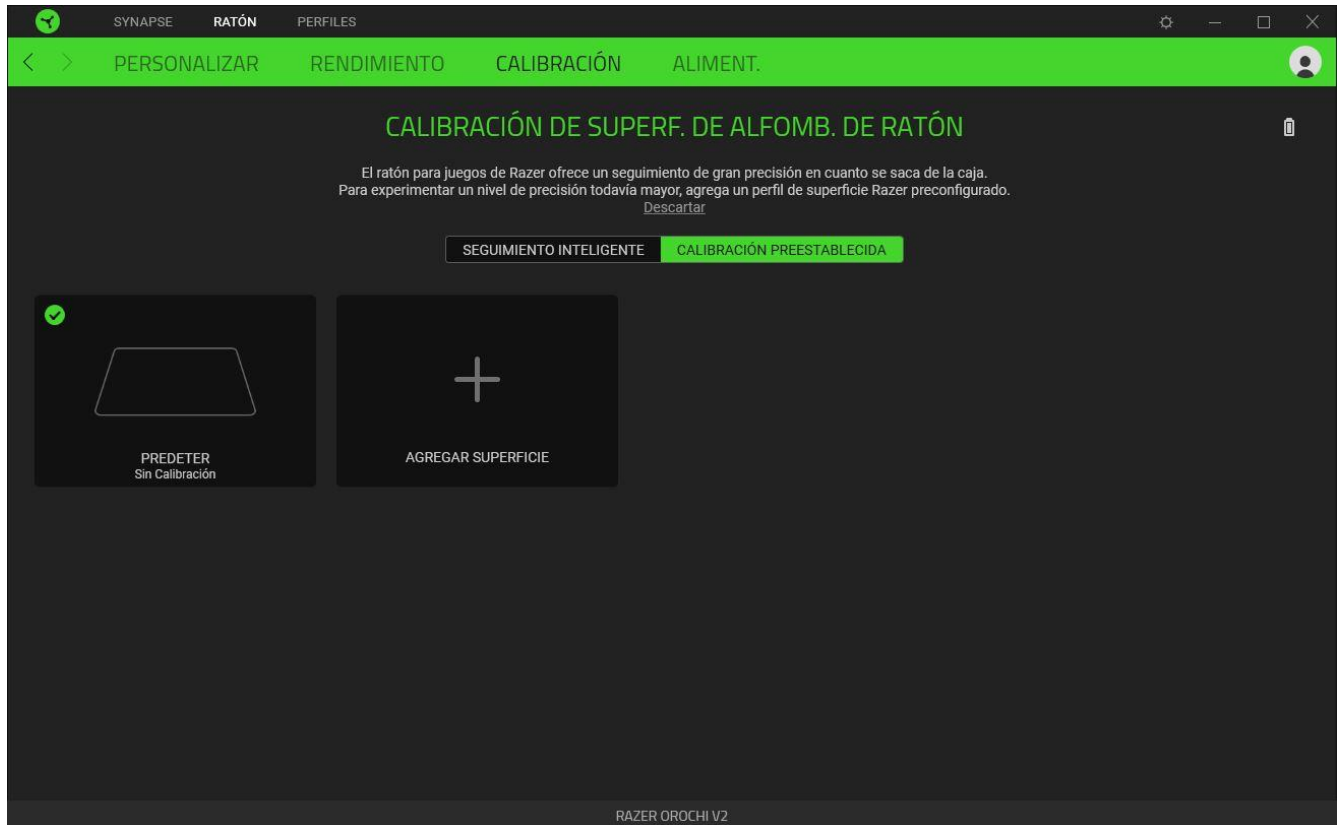 SYNAPSE RATÓN PERFILES
PERSONALIZAR RENDIMIENTO CALIBRACIÓN ALIMENT.
CALIBRACIÓN DE SUPERF. DE ALFOMB. DE RATÓN
El ratón para juegos de Razer ofrece un seguimiento de gran precisión en cuanto se saca de la caja.
Para experimentar un nivel de precisión todavía mayor, agrega un perfil de superficie Razer preconfigurado.
Descartar
SEGUIMIENTO INTELIGENTE CALIBRACIÓN PREESTABLECIDA
PREDETER
Sin Calibración
AGREGAR SUPERFICIE
RAZER OROCHI V2